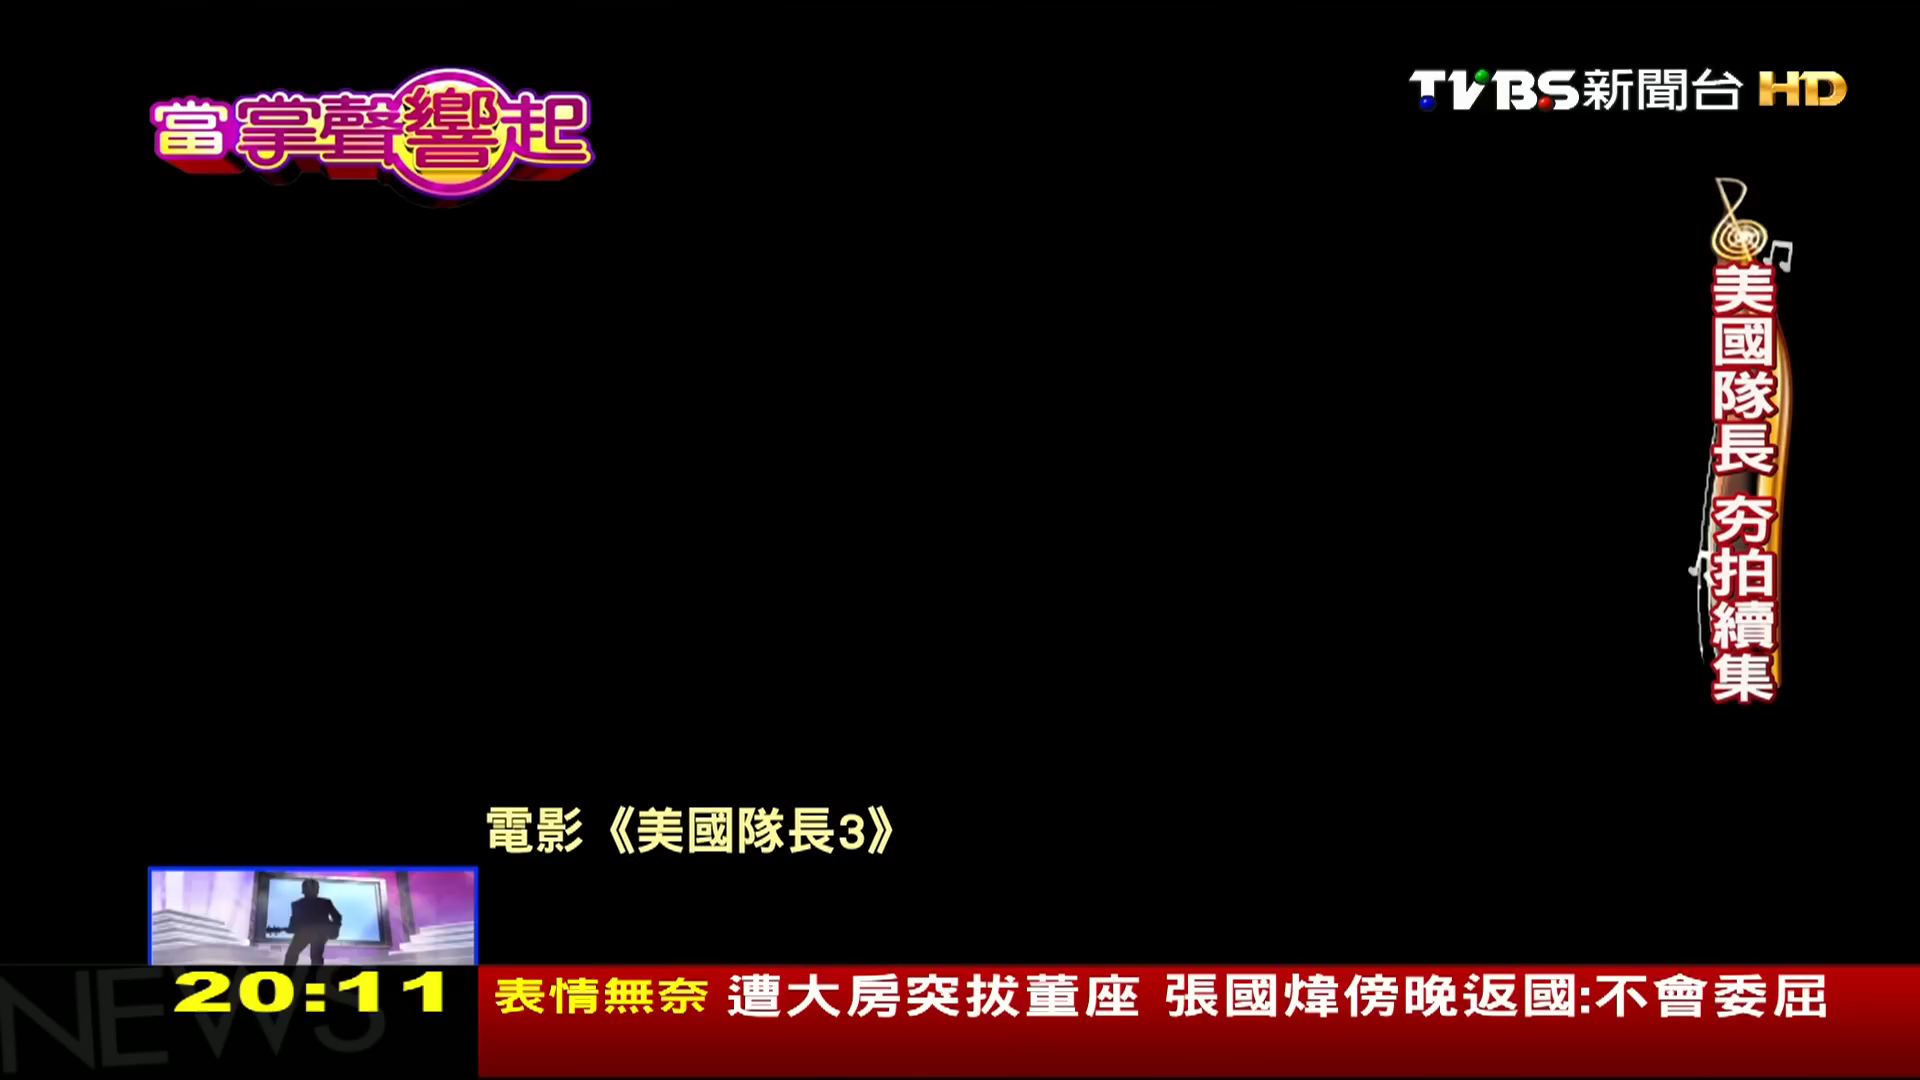 當掌聲響起
TVBS新聞台 HD
美國隊長 夯拍續集
電影《美國隊長3》
NEWS
20:11
表情無奈 遭大房突拔董座 張國煒傍晚返國:不會委屈